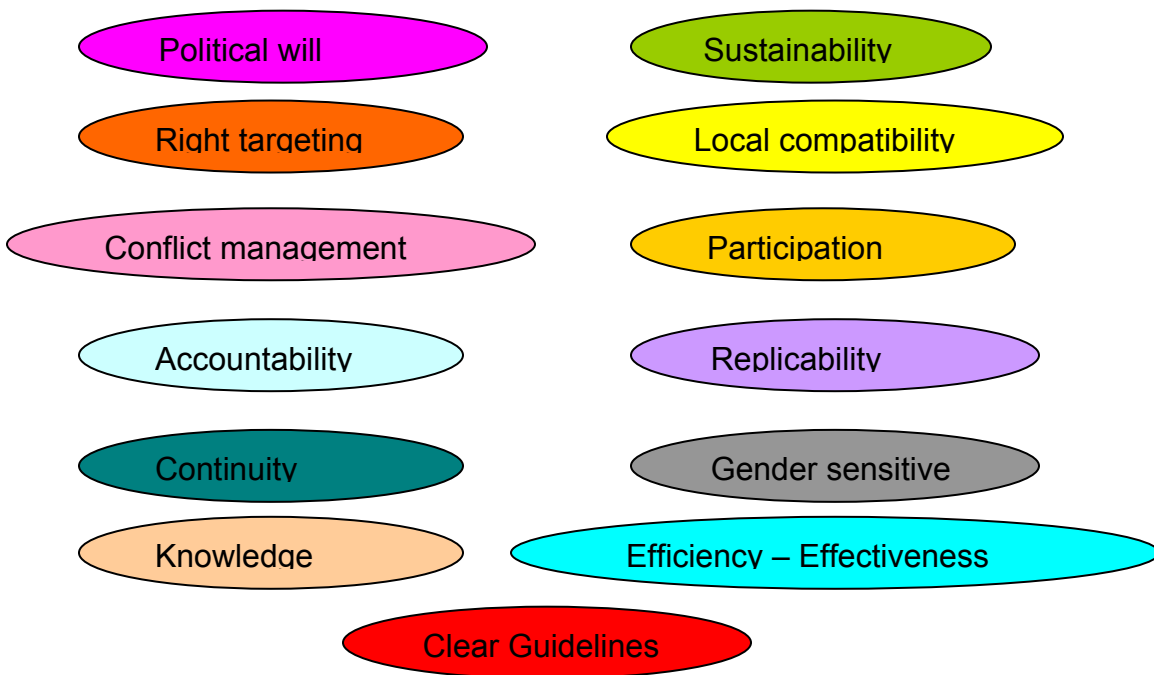 Political will
Sustainability
Right targeting
Local compatibility
Conflict management
Participation
Accountability
Replicability
Continuity
Gender sensitive
Knowledge
Efficiency – Effectiveness
Clear Guidelines